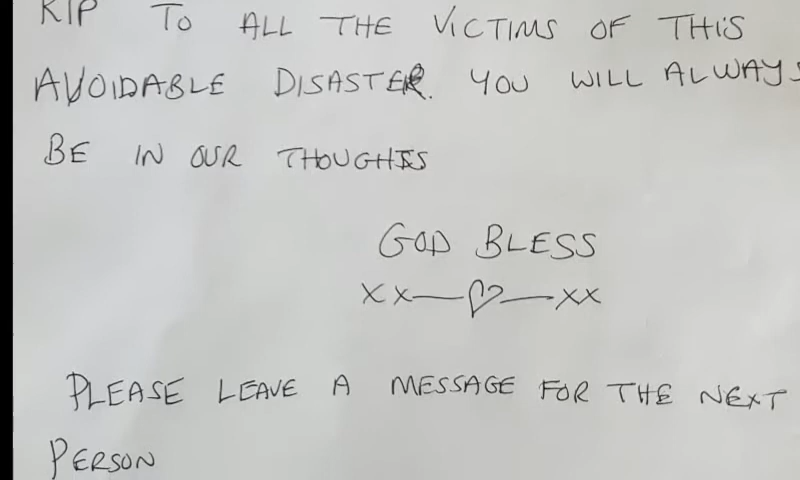 RIP TO ALL THE VICTIMS OF THIS
AVOIDABLE DISASTER. YOU WILL ALWAYS
BE IN OUR THOUGHTS
GOD BLESS
XX—♡—XX
PLEASE LEAVE A MESSAGE FOR THE NEXT
PERSON